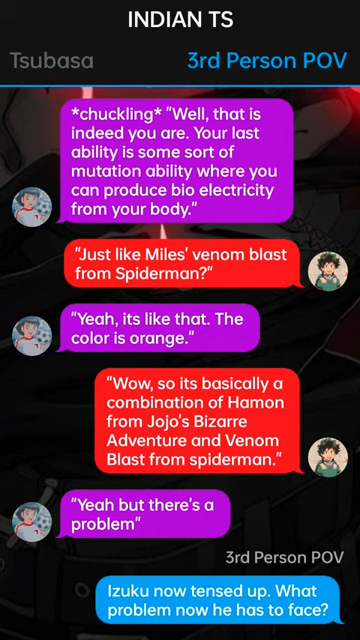 INDIAN TS
Tsubasa
3rd Person POV
*chuckling* "Well, that is
indeed you are. Your last
ability is some sort of
mutation ability where you
can produce bio electricity
from your body."
"Just like Miles' venom blast
from Spiderman?"
"Yeah, its like that. The
color is orange."
"Wow, so its basically a
combination of Hamon
from Jojo's Bizarre
Adventure and Venom
Blast from spiderman."
"Yeah but there's a
problem"
3rd Person POV
Izuku now tensed up. What
problem now he has to face?